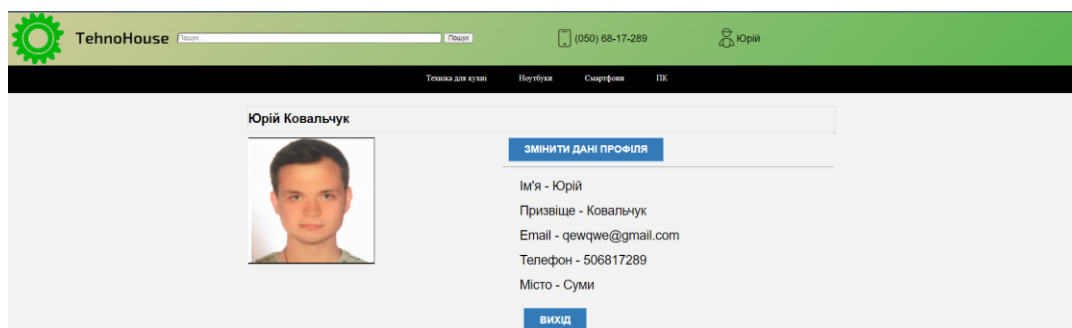 TehnoHouse Пошук... Пошук (050) 68-17-289 Юрій
Техніка для кухні Ноутбуки Смартфони ПК
Юрій Ковальчук
ЗМІНИТИ ДАНІ ПРОФІЛЯ
Ім'я - Юрій
Призвіще - Ковальчук
Email - qewqwe@gmail.com
Телефон - 506817289
Місто - Суми
ВИХІД